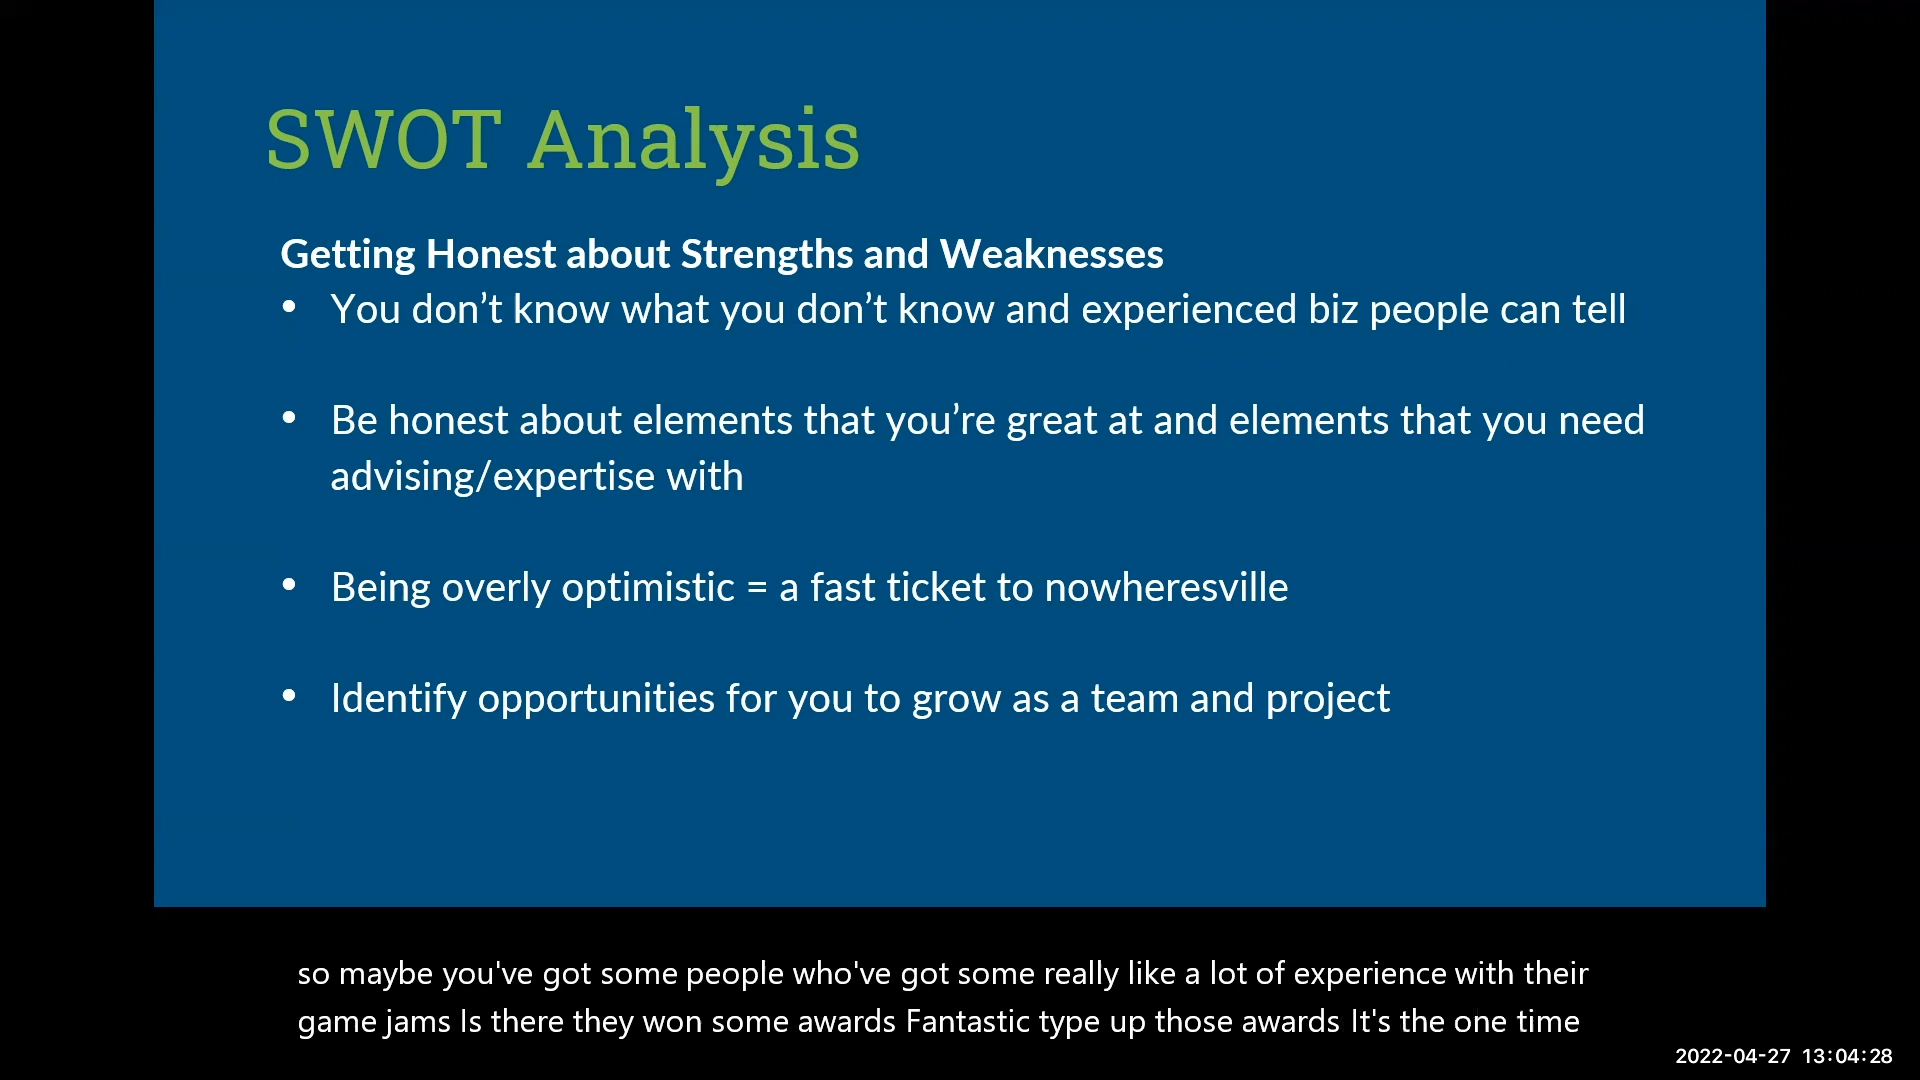 SWOT Analysis
Getting Honest about Strengths and Weaknesses
• You don’t know what you don’t know and experienced biz people can tell
• Be honest about elements that you’re great at and elements that you need
advising/expertise with
• Being overly optimistic = a fast ticket to nowheresville
• Identify opportunities for you to grow as a team and project
so maybe you've got some people who've got some really like a lot of experience with their
game jams Is there they won some awards Fantastic type up those awards It's the one time
2022-04-27 13:04:28